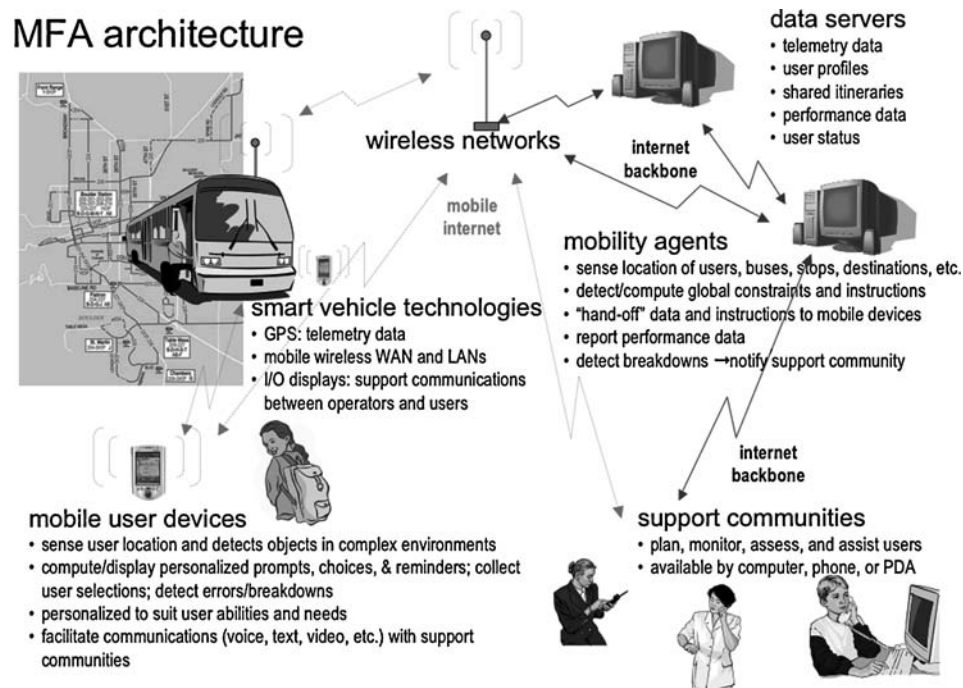 MFA architecture
data servers
• telemetry data
• user profiles
• shared itineraries
• performance data
• user status
wireless networks
internet
backbone
mobile
internet
mobility agents
• sense location of users, buses, stops, destinations, etc.
• detect/compute global constraints and instructions
• “hand-off” data and instructions to mobile devices
• report performance data
• detect breakdowns →notify support community
smart vehicle technologies
• GPS: telemetry data
• mobile wireless WAN and LANs
• I/O displays: support communications
between operators and users
internet
backbone
mobile user devices
• sense user location and detects objects in complex environments
• compute/display personalized prompts, choices, & reminders; collect
user selections; detect errors/breakdowns
• personalized to suit user abilities and needs
• facilitate communications (voice, text, video, etc.) with support
communities
support communities
• plan, monitor, assess, and assist users
• available by computer, phone, or PDA